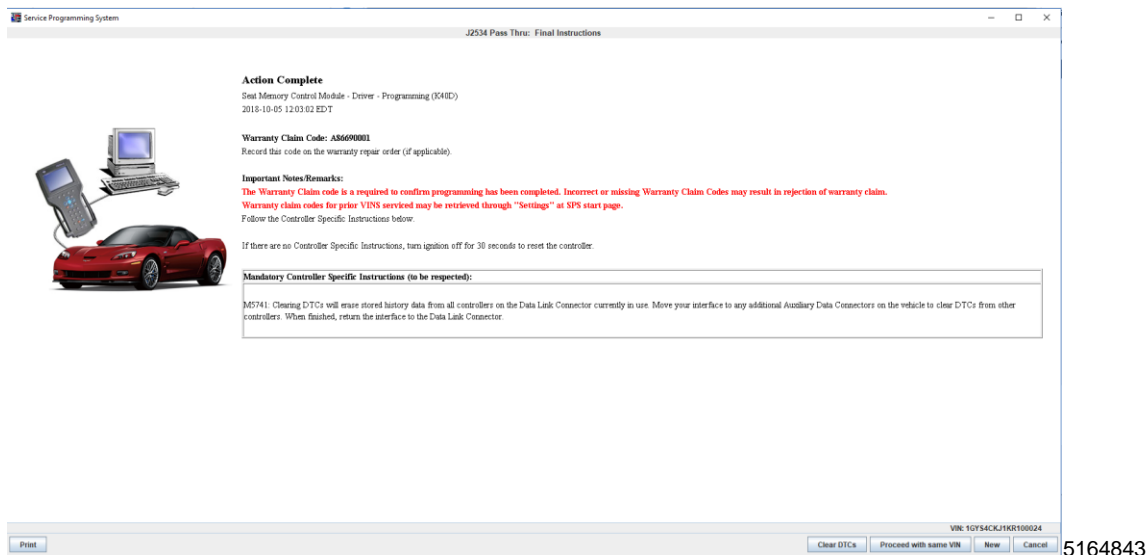 Service Programming System
J2534 Pass Thru: Final Instructions
Action Complete
Seat Memory Control Module - Driver - Programming (K40D)
2018-10-05 12:03:02 EDT
Warranty Claim Code: A86690001
Record this code on the warranty repair order (if applicable).
Important Notes/Remarks:
The Warranty Claim code is a required to confirm programming has been completed. Incorrect or missing Warranty Claim Codes may result in rejection of warranty claim.
Warranty claim codes for prior VINS serviced may be retrieved through "Settings" at SPS start page.
Follow the Controller Specific Instructions below.
If there are no Controller Specific Instructions, turn ignition off for 30 seconds to reset the controller.
Mandatory Controller Specific Instructions (to be respected):
M5741: Clearing DTCs will erase stored history data from all controllers on the Data Link Connector currently in use. Move your interface to any additional Auxiliary Data Connectors on the vehicle to clear DTCs from other
controllers. When finished, return the interface to the Data Link Connector.
VIN: 1GYS4CKJ1KR100024
Print
Clear DTCs
Proceed with same VIN
New
Cancel
5164843